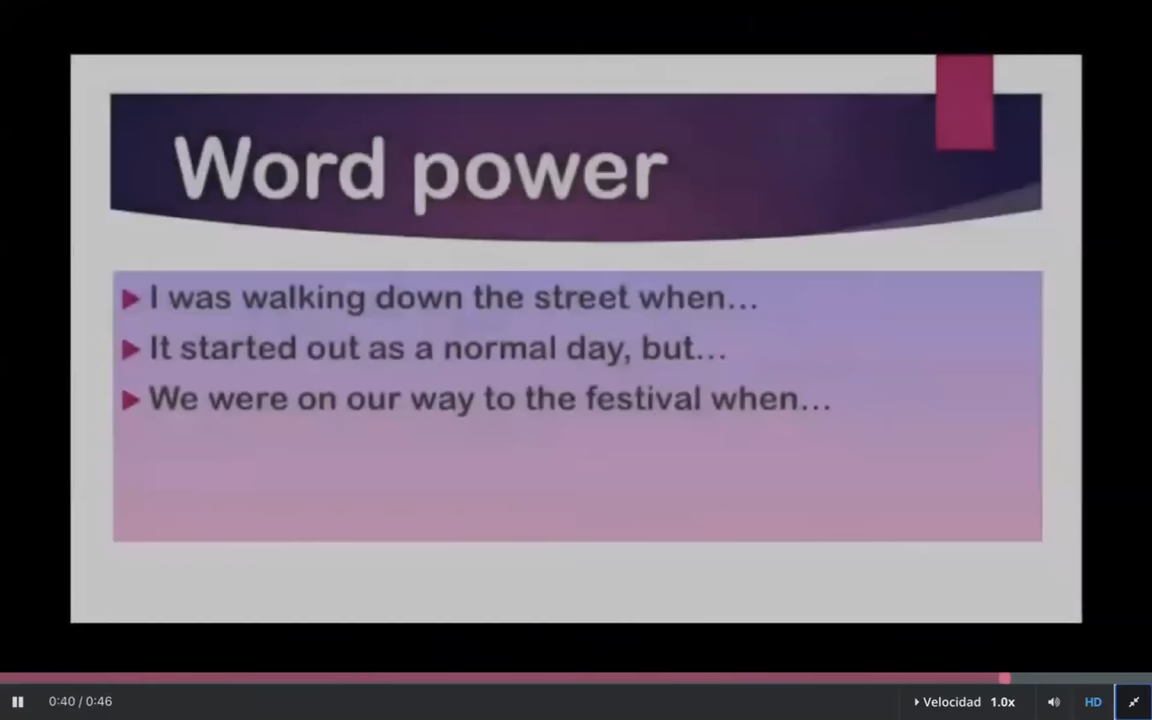 Word power
I was walking down the street when...
It started out as a normal day, but...
We were on our way to the festival when...
0:40 / 0:46
Velocidad 1.0x
HD